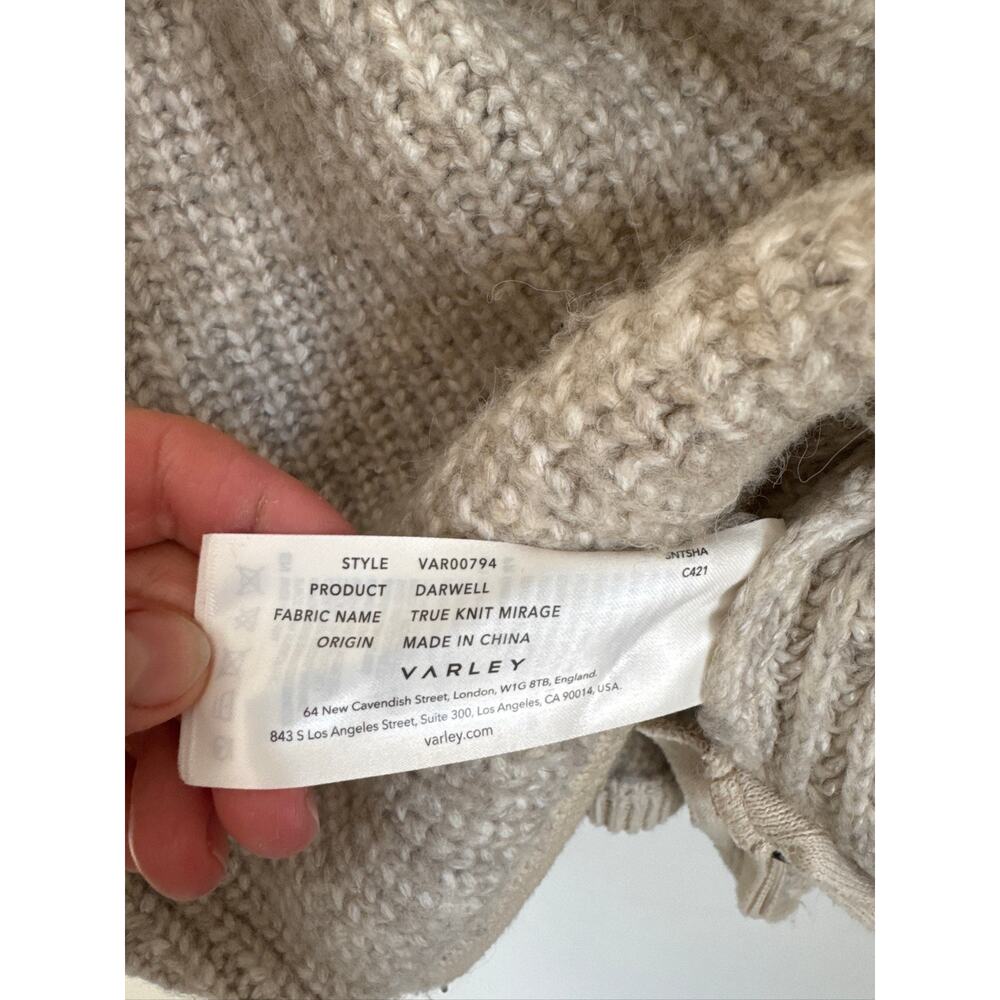 STYLE VAR00794
PRODUCT DARWELL
FABRIC NAME TRUE KNIT MIRAGE
ORIGIN MADE IN CHINA
VARLEY
64 New Cavendish Street, London, W1G 8TB, England.
843 S Los Angeles Street, Suite 300, Los Angeles, CA 90014, USA.
varley.com
C421